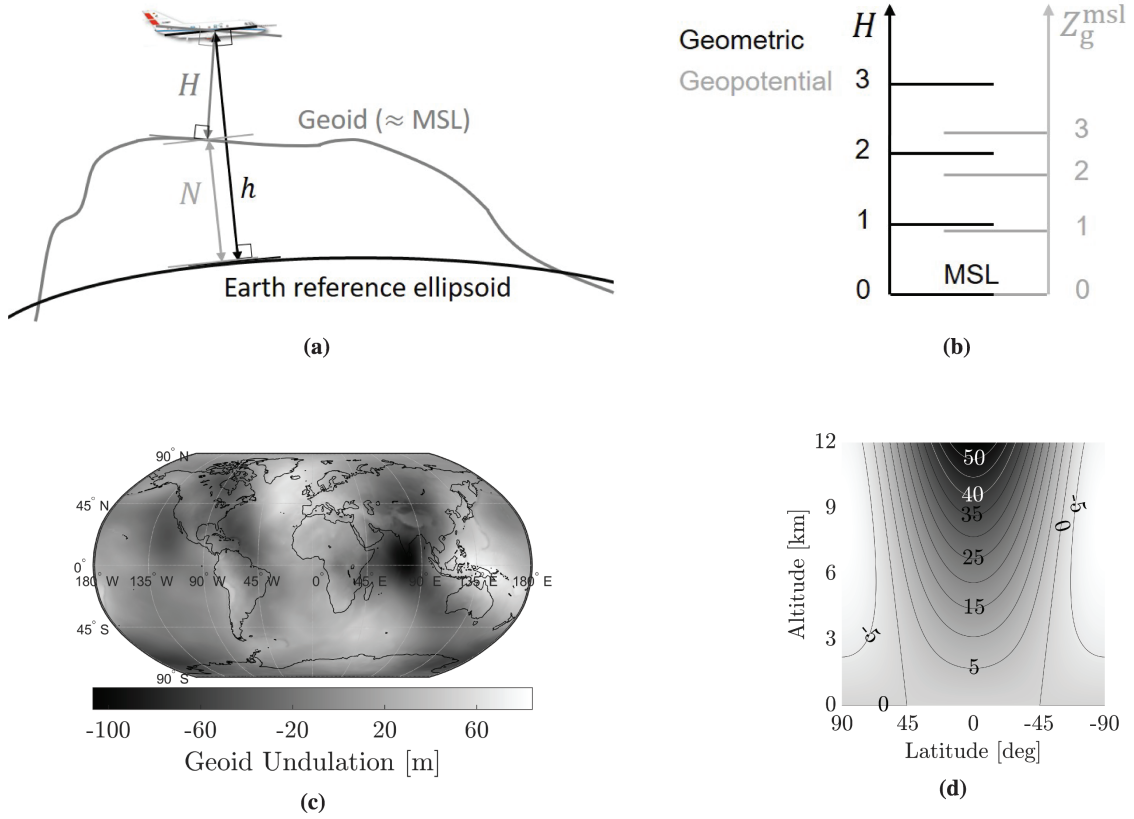 H
Geoid (≈ MSL)
N
h
Earth reference ellipsoid
(a)
H
Z_g^msl
Geometric
Geopotential
3
3
2
2
1
1
MSL
0
0
(b)
90° N
45° N
0°
180° W 135° W 90° W 45° W 0° 45° E 90° E 135° E 180° E
45° S
90° S
-100 -60 -20 20 60
Geoid Undulation [m]
(c)
12
50
40
-5
9
35
0
Altitude [km]
25
6
15
-5
3
5
0
0
90 45 0 -45 -90
Latitude [deg]
(d)